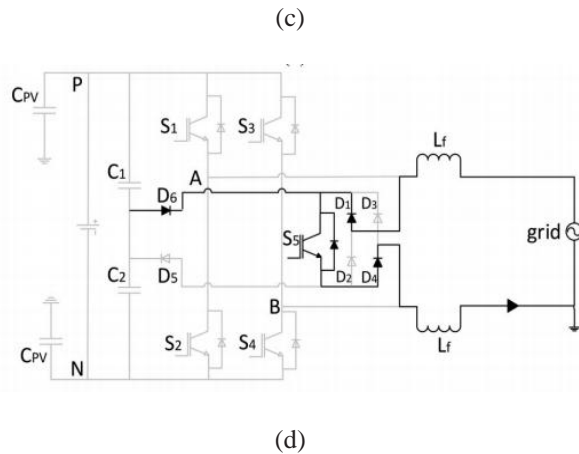 (c)
P
CPV
S1
S3
Lf
C1
A
D6
D1
D3
grid
S5
C2
D5
D2
D4
B
CPV
N
S2
S4
Lf
(d)